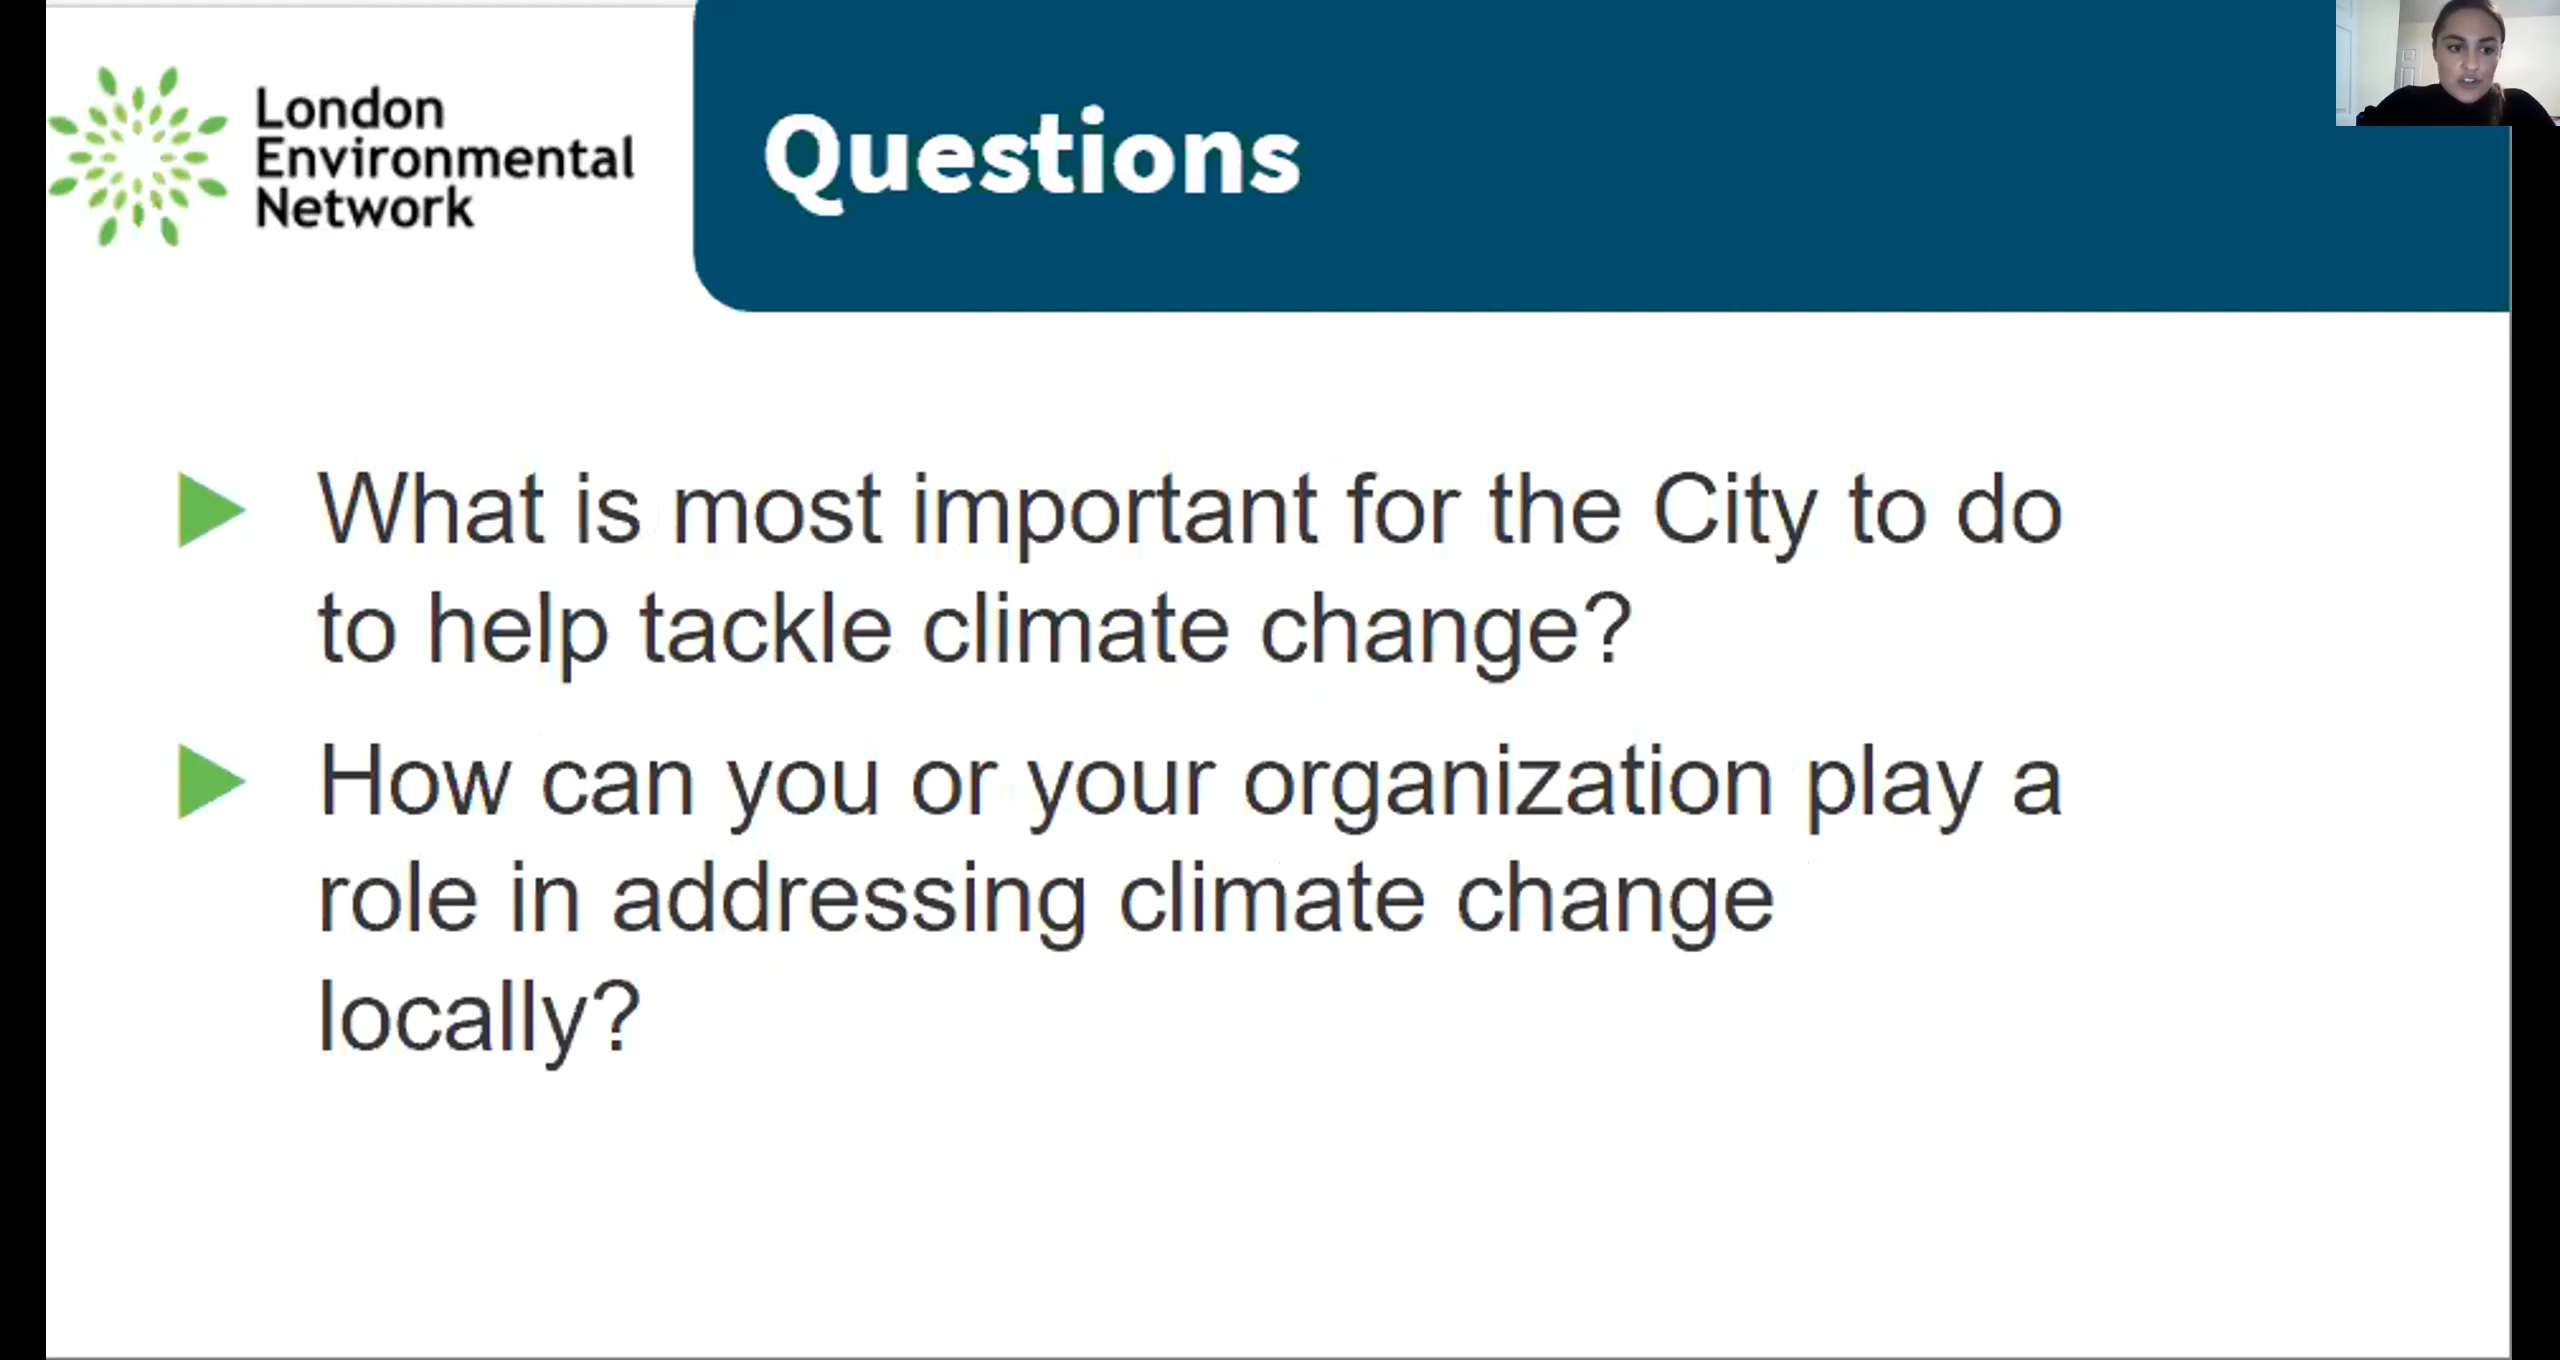 London
Environmental
Network
Questions
What is most important for the City to do
to help tackle climate change?
How can you or your organization play a
role in addressing climate change
locally?